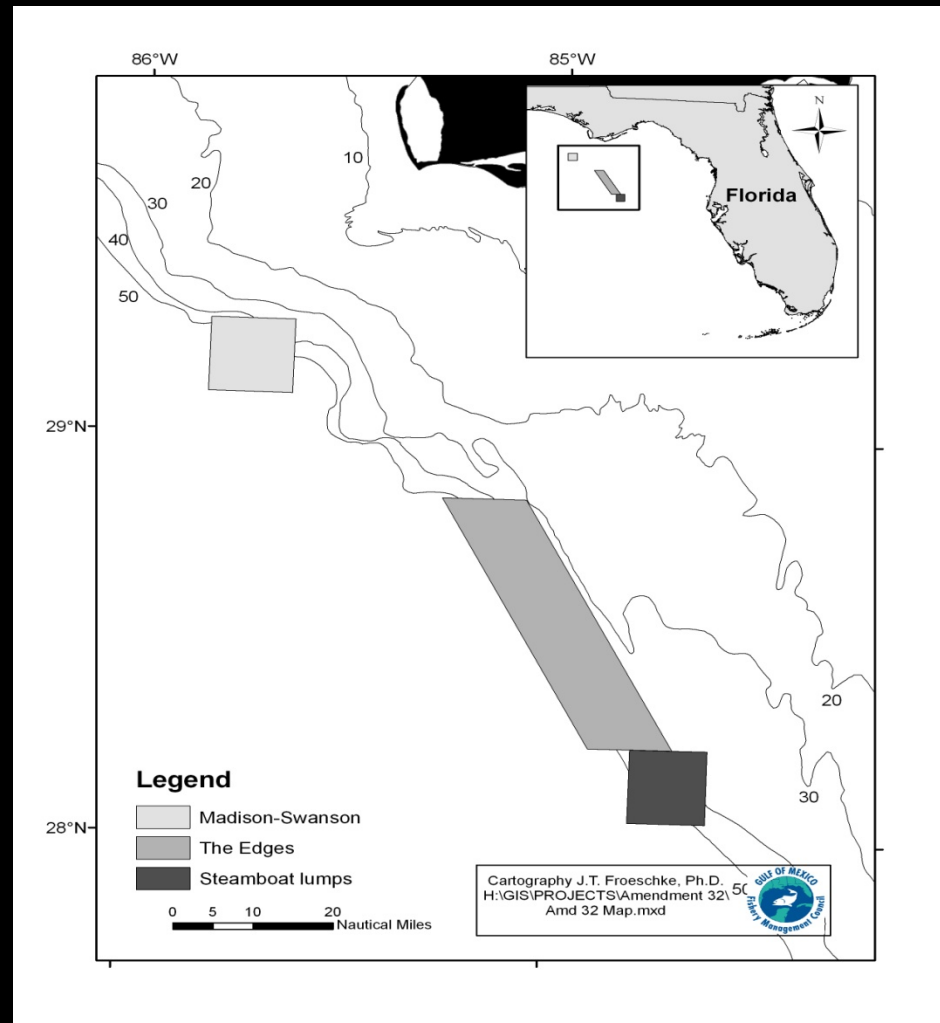 86°W
85°W
N
10
20
30
40
50
Florida
29°N
20
30
28°N
Legend
Madison-Swanson
The Edges
Steamboat lumps
0 5 10 20
Nautical Miles
Cartography J.T. Froeschke, Ph.D.
H:\GIS\PROJECTS\Amendment 32\
Amd 32 Map.mxd
50
GULF OF MEXICO
Fishery Management Council